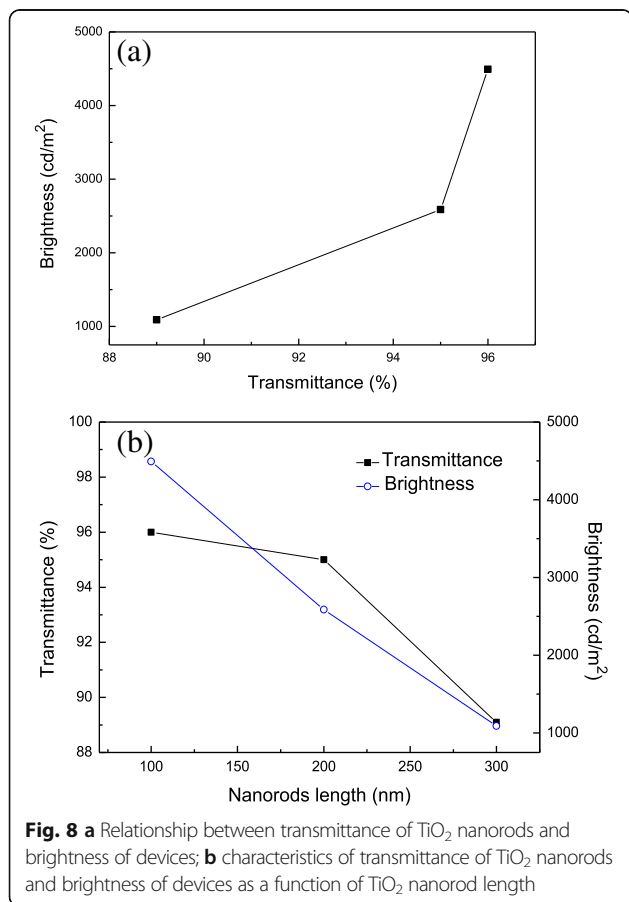 (a)
5000
4000
3000
2000
1000
Brightness (cd/m²)
88 90 92 94 96
Transmittance (%)
(b)
100
98
96
94
92
90
88
Transmittance (%)
Transmittance
Brightness
5000
4000
3000
2000
1000
Brightness (cd/m²)
100 150 200 250 300
Nanorods length (nm)
Fig. 8 a Relationship between transmittance of TiO₂ nanorods and
brightness of devices; b characteristics of transmittance of TiO₂ nanorods
and brightness of devices as a function of TiO₂ nanorod length